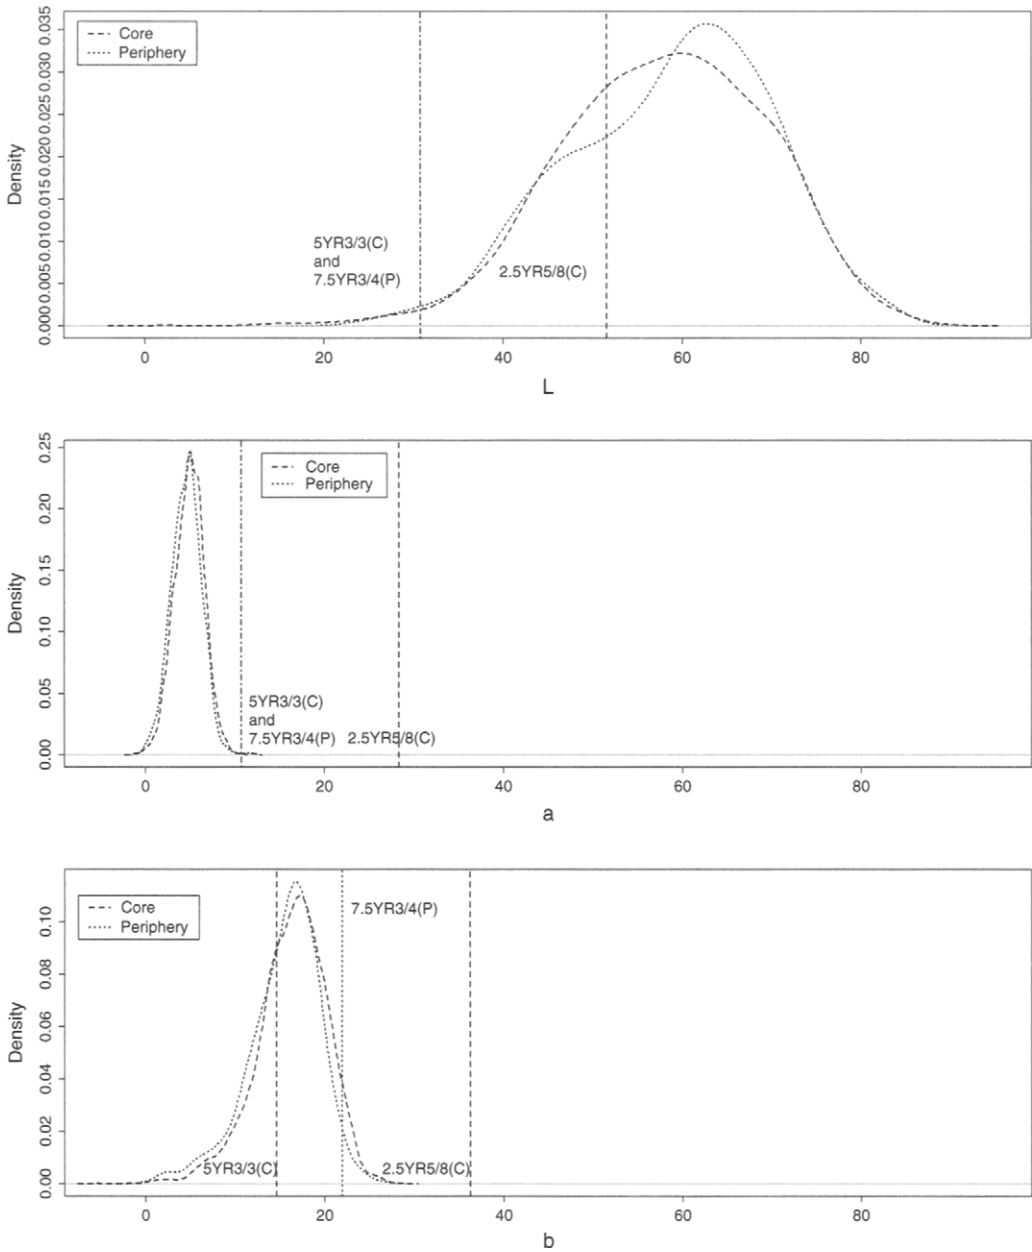 Core
Periphery
Density
0.000 0.005 0.010 0.015 0.020 0.025 0.030 0.035
5YR3/3(C)
and
7.5YR3/4(P)
2.5YR5/8(C)
0 20 40 60 80
L
Core
Periphery
Density
0.00 0.05 0.10 0.15 0.20 0.25
5YR3/3(C)
and
7.5YR3/4(P) 2.5YR5/8(C)
0 20 40 60 80
a
Core
Periphery
Density
0.00 0.02 0.04 0.06 0.08 0.10
7.5YR3/4(P)
5YR3/3(C) 2.5YR5/8(C)
0 20 40 60 80
b